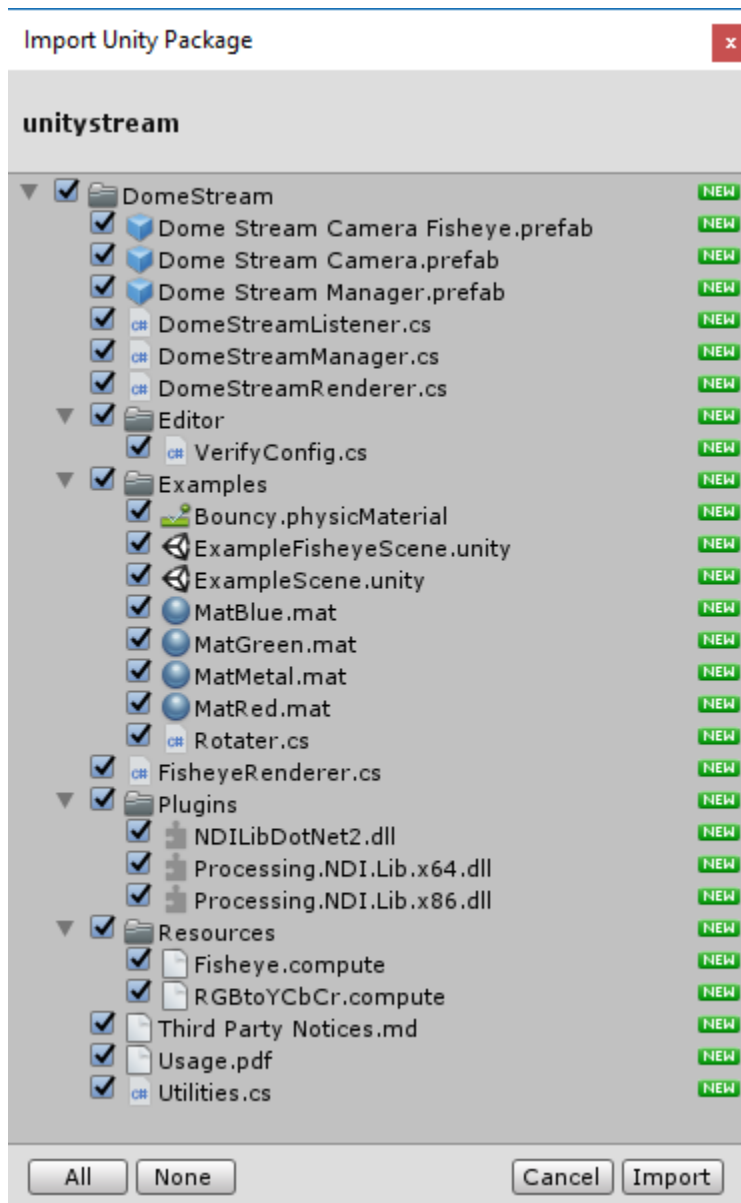 Import Unity Package x
unitystream
DomeStream NEW
Dome Stream Camera Fisheye.prefab NEW
Dome Stream Camera.prefab NEW
Dome Stream Manager.prefab NEW
c# DomeStreamListener.cs NEW
c# DomeStreamManager.cs NEW
c# DomeStreamRenderer.cs NEW
Editor NEW
c# VerifyConfig.cs NEW
Examples NEW
Bouncy.physicMaterial NEW
ExampleFisheyeScene.unity NEW
ExampleScene.unity NEW
MatBlue.mat NEW
MatGreen.mat NEW
MatMetal.mat NEW
MatRed.mat NEW
c# Rotater.cs NEW
c# FisheyeRenderer.cs NEW
Plugins NEW
NDILibDotNet2.dll NEW
Processing.NDI.Lib.x64.dll NEW
Processing.NDI.Lib.x86.dll NEW
Resources NEW
Fisheye.compute NEW
RGBtoYCbCr.compute NEW
Third Party Notices.md NEW
Usage.pdf NEW
c# Utilities.cs NEW
All None Cancel Import